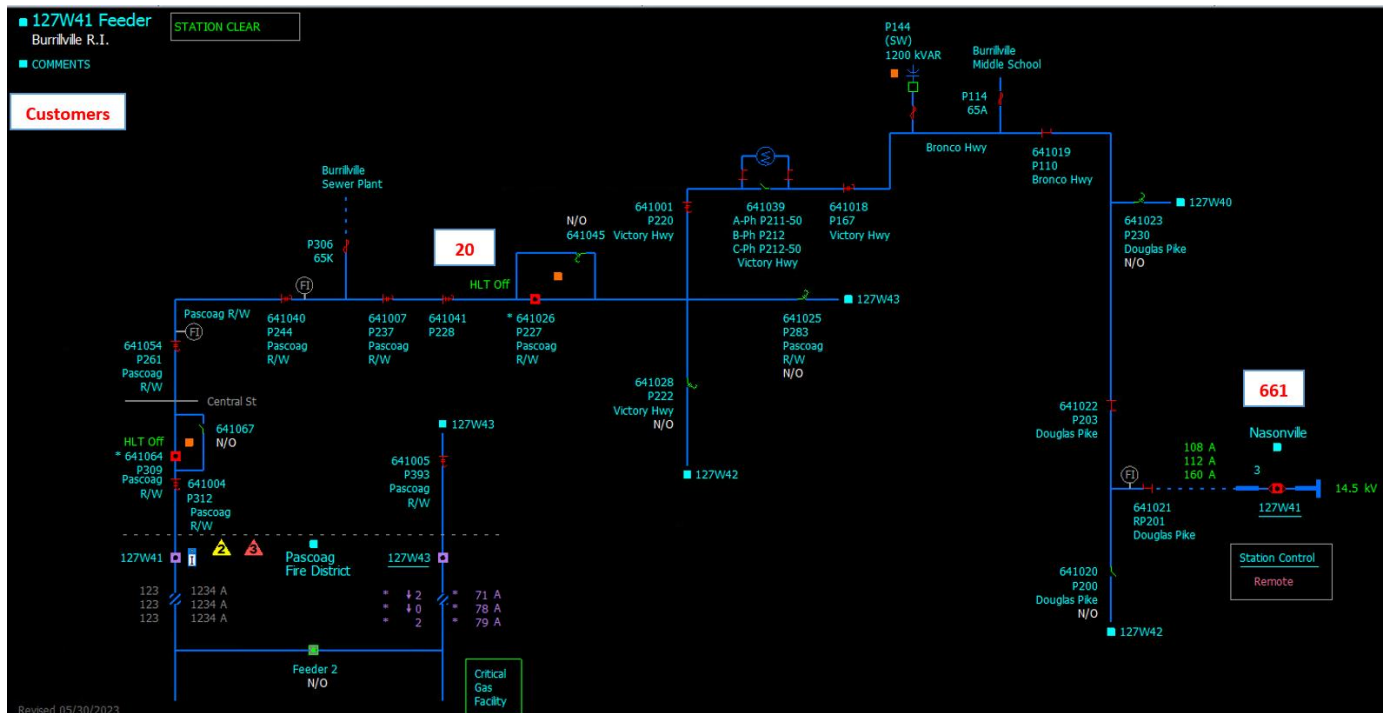 127W41 Feeder
Burrillville R.I.
STATION CLEAR
COMMENTS
Customers
P144
(SW)
1200 kVAR
Burrillville
Middle School
P114
65A
Bronco Hwy
641019
P110
Bronco Hwy
Burrillville
Sewer Plant
P306
65K
20
N/O
641045
HLT Off
641001
P220
Victory Hwy
641039
A-Ph P211-50
B-Ph P212
C-Ph P212-50
Victory Hwy
641018
P167
Victory Hwy
641023
P230
Douglas Pike
N/O
127W40
Pascoag R/W
FI
FI
641040
P244
Pascoag
R/W
641007
P237
Pascoag
R/W
641041
P228
* 641026
P227
Pascoag
R/W
641025
P283
Pascoag
R/W
N/O
127W43
641054
P261
Pascoag
R/W
Central St
641067
N/O
HLT Off
* 641064
P309
Pascoag
R/W
641004
P312
Pascoag
R/W
127W43
641005
P393
Pascoag
R/W
641028
P222
Victory Hwy
N/O
127W42
641022
P203
Douglas Pike
661
Nasonville
108 A
112 A
160 A
3
14.5 kV
127W41
FI
641021
RP201
Douglas Pike
Station Control
Remote
641020
P200
Douglas Pike
N/O
127W42
127W41
I
2
3
Pascoag
Fire District
127W43
123 1234 A
123 1234 A
123 1234 A
* ↓ 2 * 71 A
* ↓ 0 * 78 A
* 2 * 79 A
Feeder 2
N/O
Critical
Gas
Facility
Revised 05/30/2023